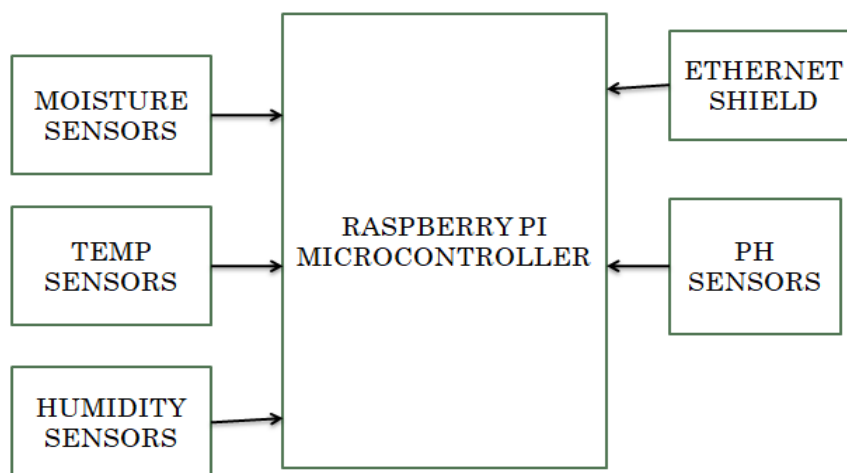 MOISTURE
SENSORS
TEMP
SENSORS
HUMIDITY
SENSORS
RASPBERRY PI
MICROCONTROLLER
ETHERNET
SHIELD
PH
SENSORS